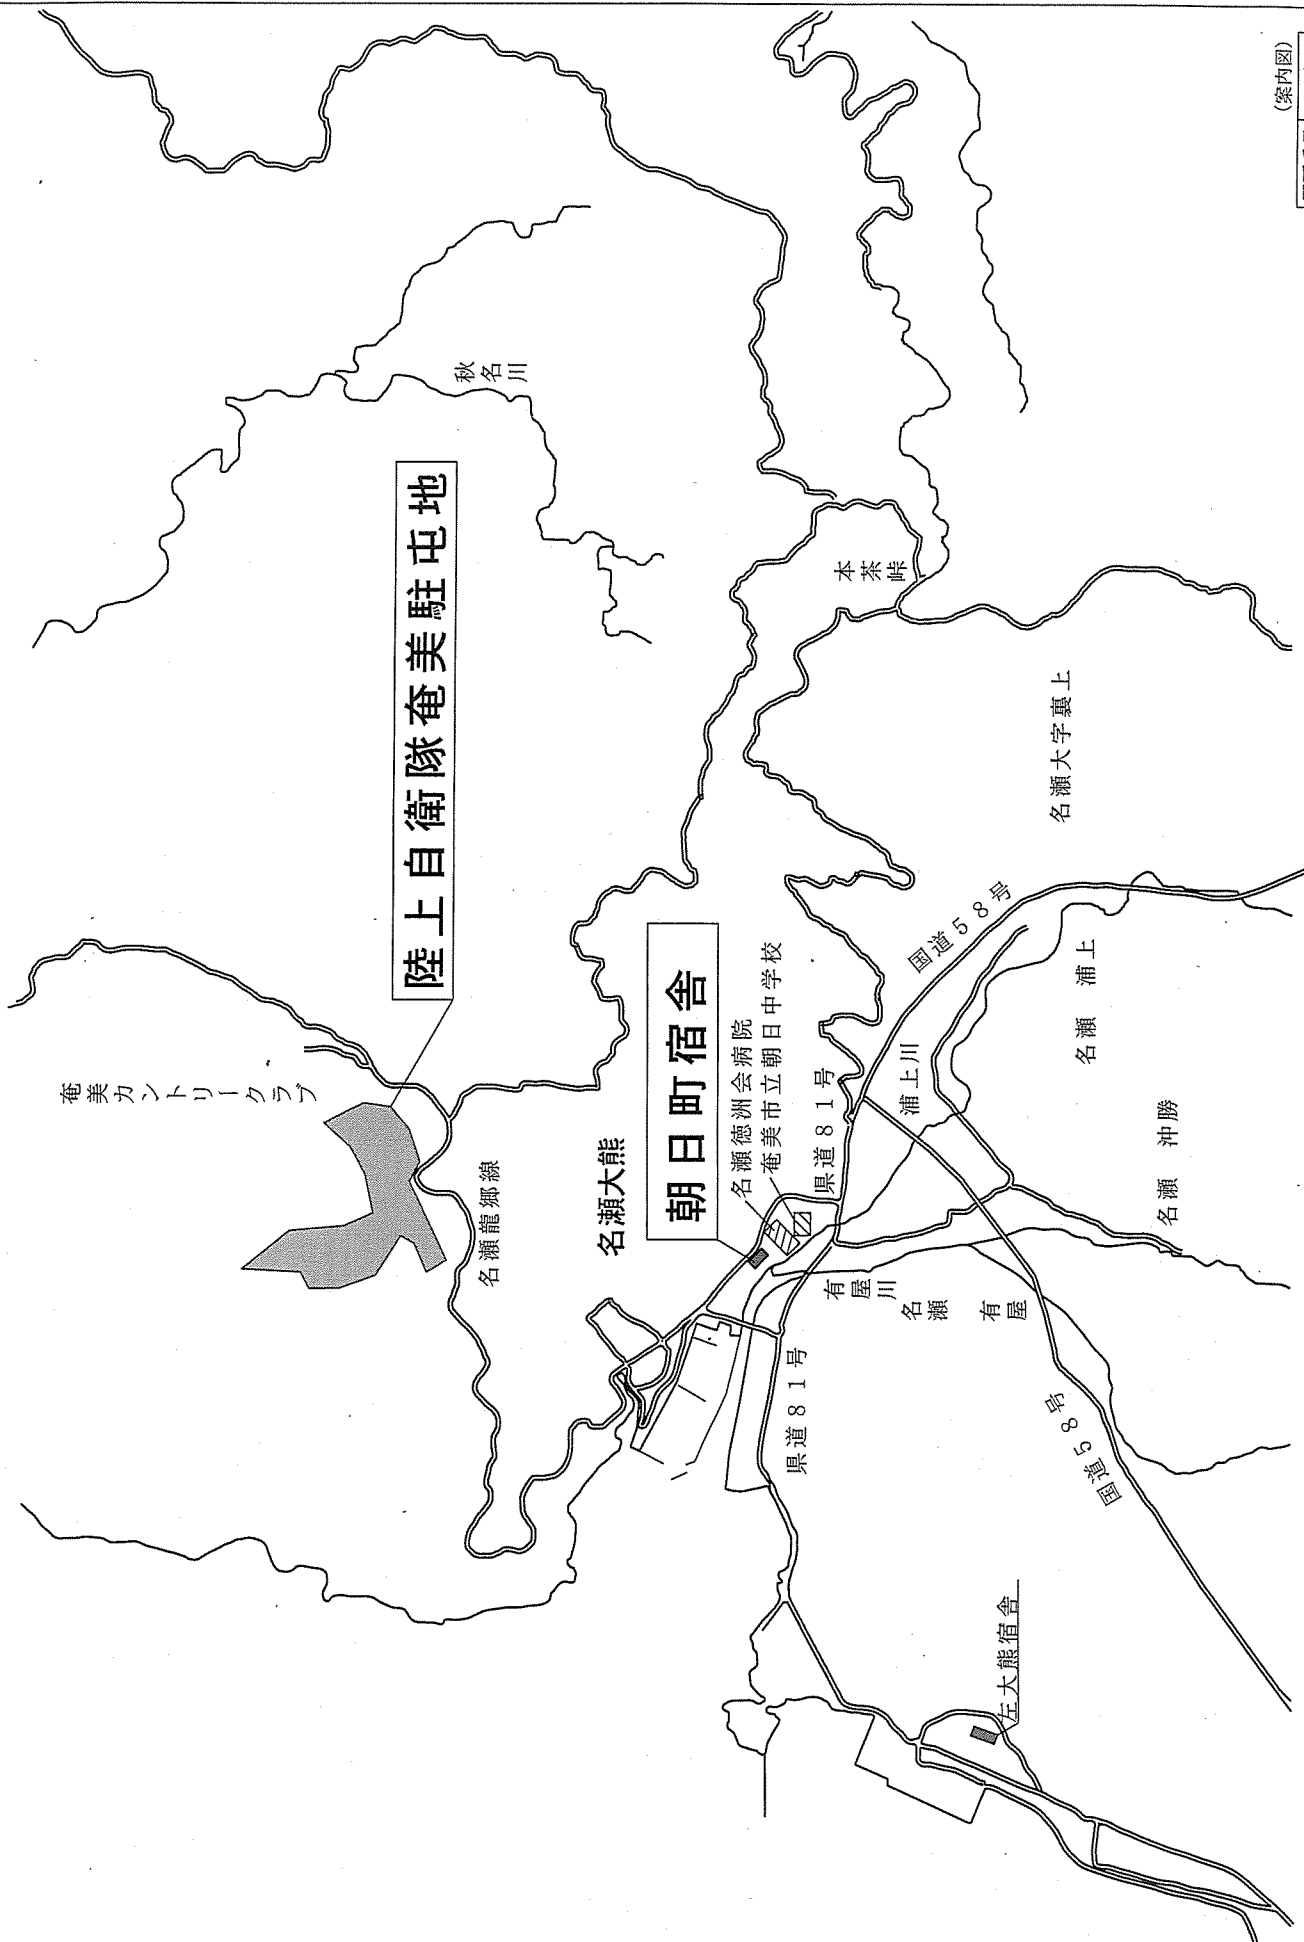 (案内図)
秋名川
陸上自衛隊奄美駐屯地
本茶峠
名瀬大字裏上
奄美カントリークラブ
名瀬龍郷線
名瀬大熊
朝日町宿舎
名瀬徳洲会病院
奄美市立朝日中学校
県道81号
国道58号
浦上川
名瀬 浦上
名瀬 沖勝
有屋川
名瀬 有屋
県道81号
国道58号
左大熊宿舎